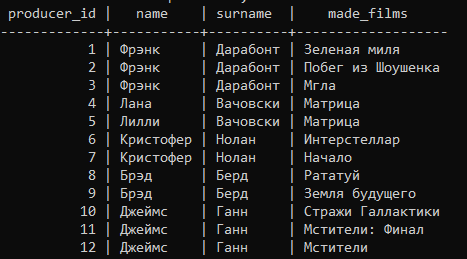 producer_id | name | surname | made_films
-------------+-----------+----------+-------------------
1 | Фрэнк | Дарабонт | Зеленая миля
2 | Фрэнк | Дарабонт | Побег из Шоушенка
3 | Фрэнк | Дарабонт | Мгла
4 | Лана | Вачовски | Матрица
5 | Лилли | Вачовски | Матрица
6 | Кристофер | Нолан | Интерстеллар
7 | Кристофер | Нолан | Начало
8 | Брэд | Берд | Рататуй
9 | Брэд | Берд | Земля будущего
10 | Джеймс | Ганн | Стражи Галлактики
11 | Джеймс | Ганн | Мстители: Финал
12 | Джеймс | Ганн | Мстители